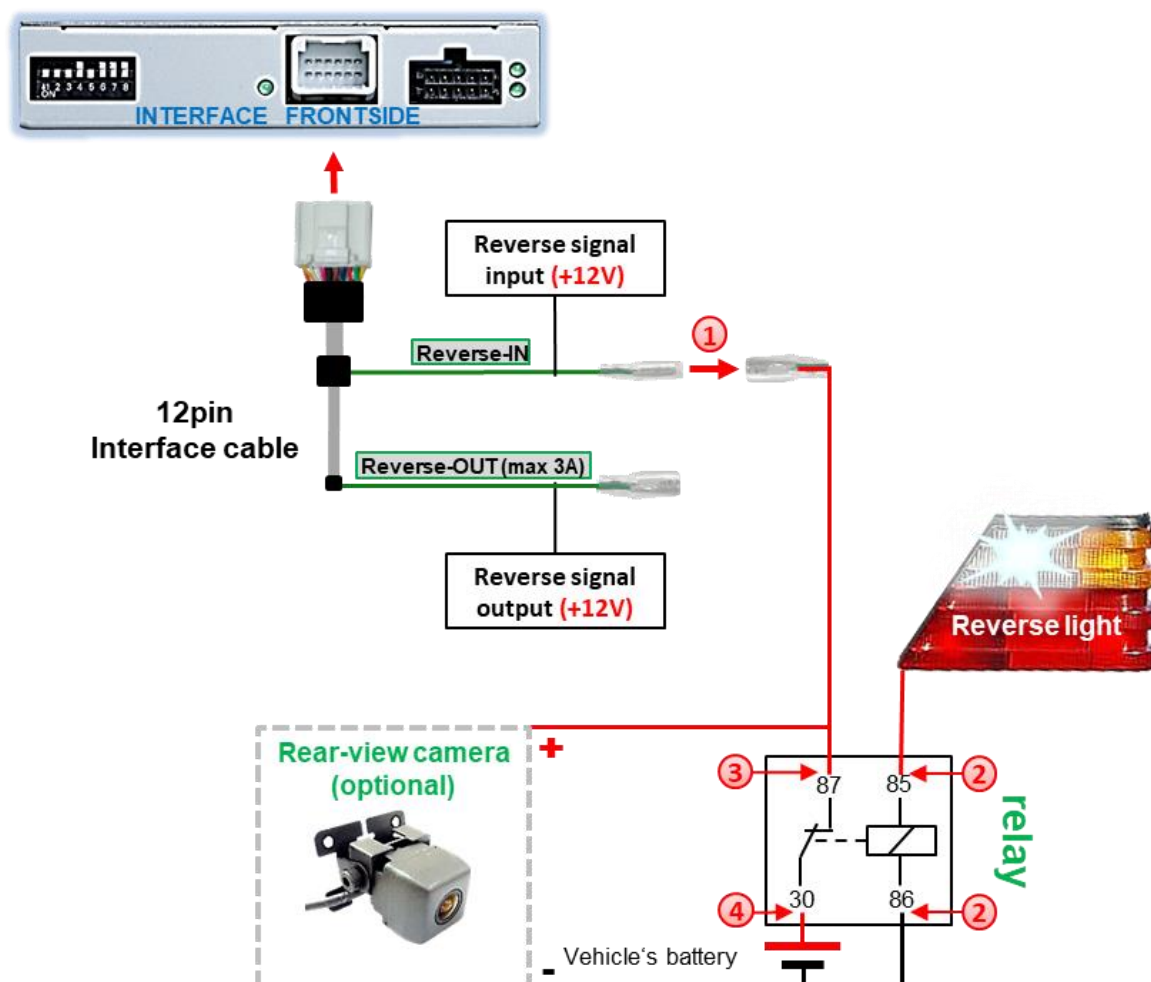 1 2 3 4 5 6 7 8
ON
INTERFACE FRONTSIDE
Reverse signal
input (+12V)
1
Reverse-IN
12pin
Interface cable
Reverse-OUT(max 3A)
Reverse signal
output (+12V)
Reverse light
Rear-view camera
(optional)
+
3
87
85
2
relay
30
86
4
2
-
Vehicle‘s battery